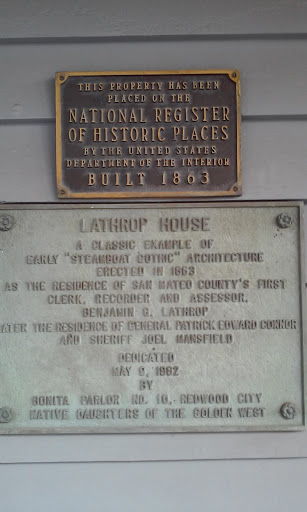 THIS PROPERTY HAS BEEN
PLACED ON THE
NATIONAL REGISTER
OF HISTORIC PLACES
BY THE UNITED STATES
DEPARTMENT OF THE INTERIOR
BUILT 1863
LATHROP HOUSE
A CLASSIC EXAMPLE OF
EARLY "STEAMBOAT GOTHIC" ARCHITECTURE
ERECTED IN 1863
AS THE RESIDENCE OF SAN MATEO COUNTY'S FIRST
CLERK, RECORDER AND ASSESSOR,
BENJAMIN G. LATHROP
LATER THE RESIDENCE OF GENERAL PATRICK EDWARD CONNOR
AND SHERIFF JOEL MANSFIELD
DEDICATED
MAY 9, 1982
BY
BONITA PARLOR NO. 10, REDWOOD CITY
NATIVE DAUGHTERS OF THE GOLDEN WEST